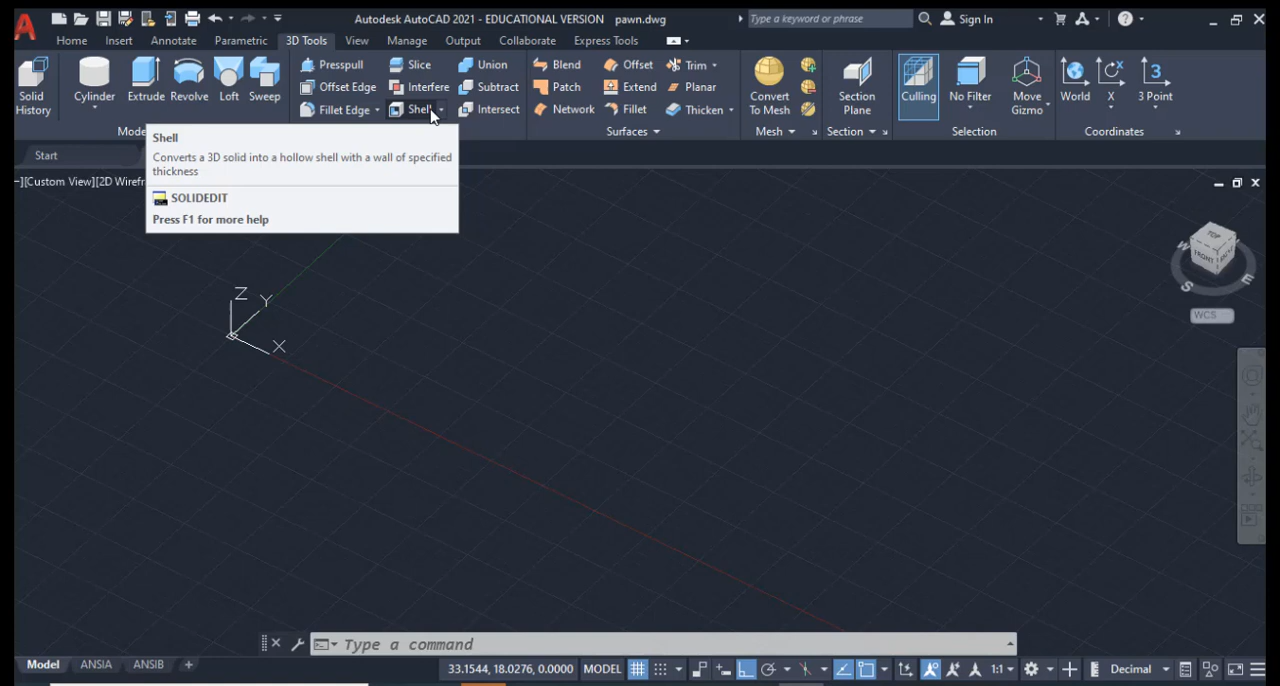 Autodesk AutoCAD 2021 - EDUCATIONAL VERSION pawn.dwg Type a keyword or phrase Sign In
Home Insert Annotate Parametric 3D Tools View Manage Output Collaborate Express Tools
Solid History Cylinder Extrude Revolve Loft Sweep
Presspull Slice Union Blend Offset Trim
Offset Edge Interfere Subtract Patch Extend Planar
Fillet Edge Shell Intersect Network Fillet Thicken
Convert To Mesh Section Plane Culling No Filter Move Gizmo World X 3 Point
Surfaces Mesh Section Selection Coordinates
Shell
Converts a 3D solid into a hollow shell with a wall of specified
thickness
SOLIDEDIT
Press F1 for more help
Start
[Custom View][2D Wirefr
TOP
FRONT
W
S
E
WCS
Z
Y
X
Type a command
Model ANSIA ANSIB + 33.1544, 18.0276, 0.0000 MODEL 1:1 Decimal